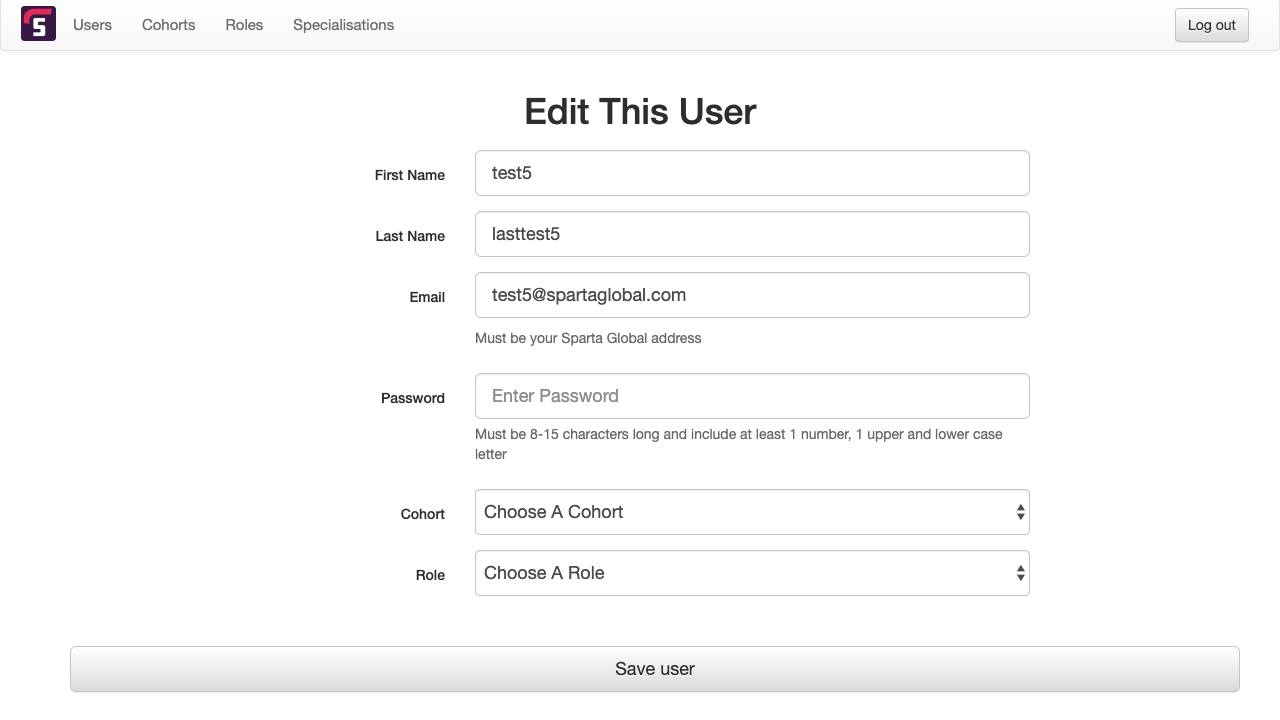 S Users Cohorts Roles Specialisations Log out
Edit This User
First Name test5
Last Name lasttest5
Email test5@spartaglobal.com
Must be your Sparta Global address
Password Enter Password
Must be 8-15 characters long and include at least 1 number, 1 upper and lower case
letter
Cohort Choose A Cohort
Role Choose A Role
Save user